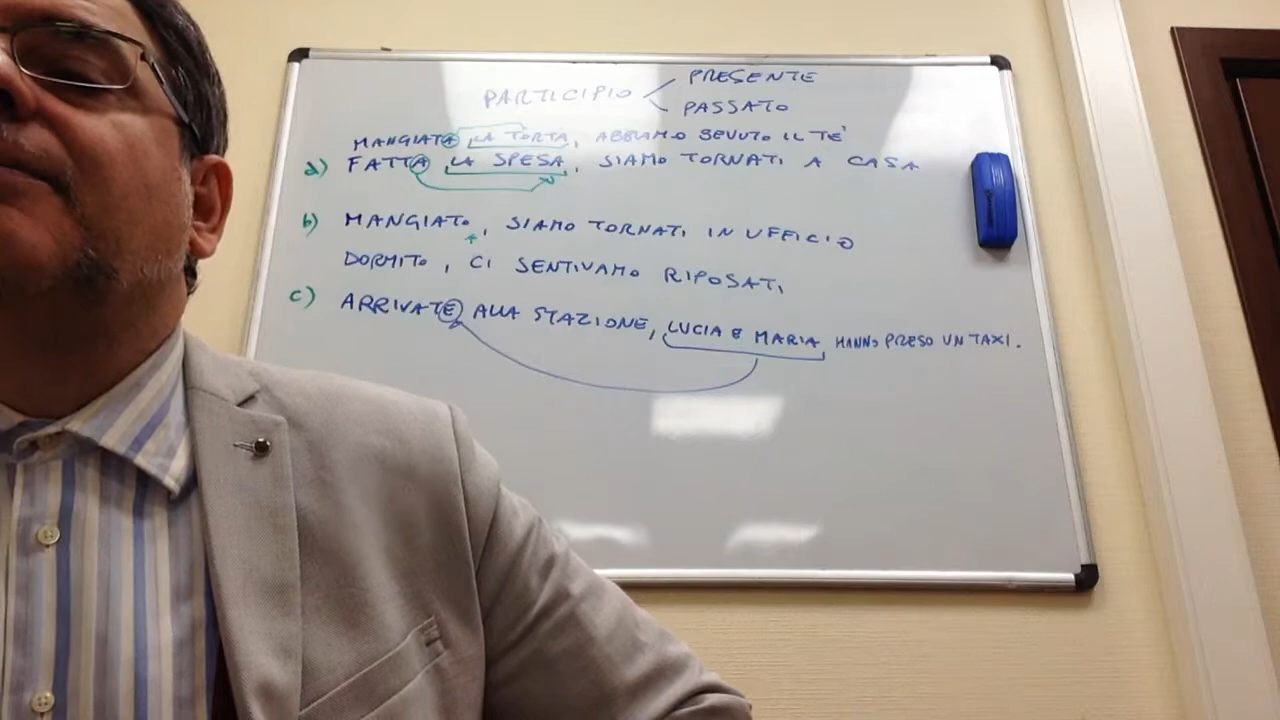 PARTICIPIO
PRESENTE
PASSATO
MANGIATA LA TORTA, ABBIAMO BEVUTO IL TÈ
a) FATTA LA SPESA, SIAMO TORNATI A CASA
b) MANGIATO, SIAMO TORNATI IN UFFICIO
DORMITO, CI SENTIVAMO RIPOSATI
c) ARRIVATE ALLA STAZIONE, LUCIA E MARIA HANNO PRESO UN TAXI.